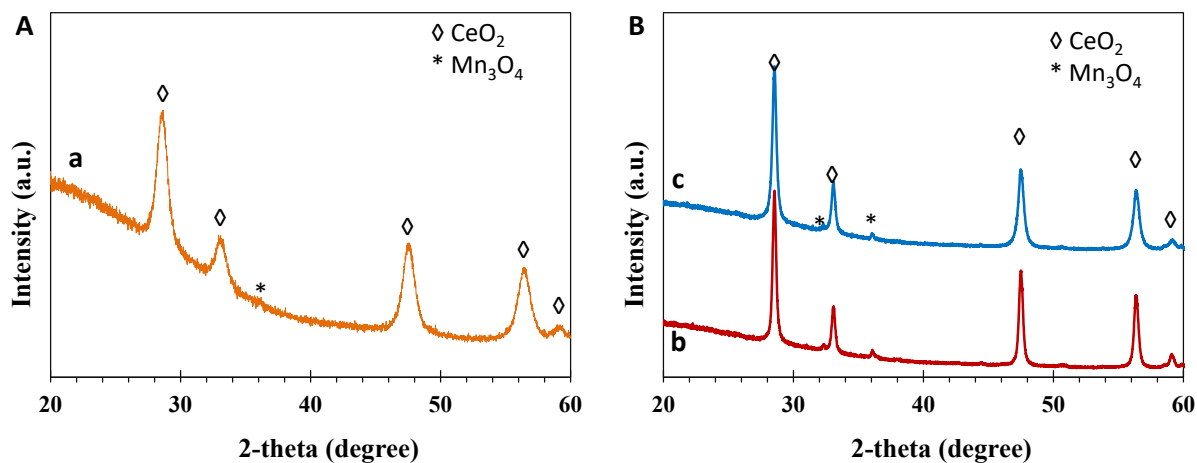 A
◊ CeO₂
* Mn₃O₄
a
Intensity (a.u.)
20 30 40 50 60
2-theta (degree)
B
◊ CeO₂
* Mn₃O₄
c
b
Intensity (a.u.)
20 30 40 50 60
2-theta (degree)